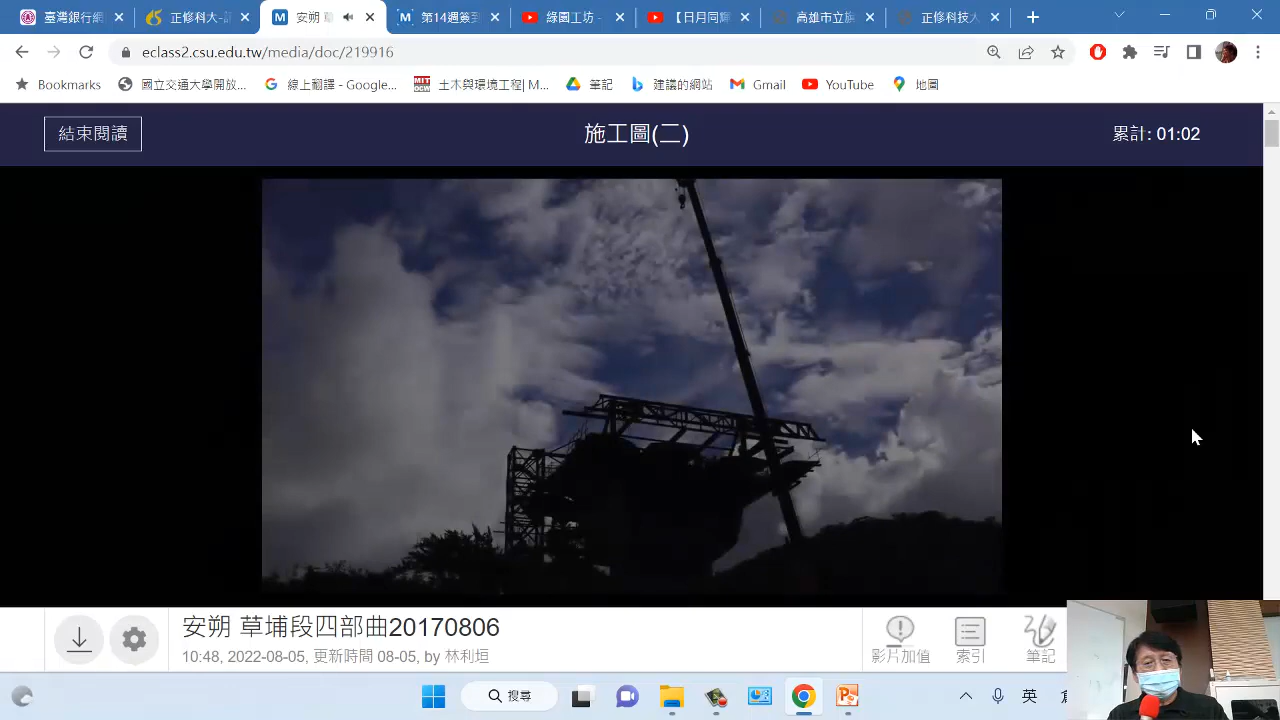 臺灣銀行網
正修科大-課
安朔 草
第14週簽到
綠園工坊 -
【日月同輝
高雄市立旗
正修科技大
eclass2.csu.edu.tw/media/doc/219916
Bookmarks
國立交通大學開放...
線上翻譯 - Google...
土木與環境工程| M...
筆記
建議的網站
Gmail
YouTube
地圖
結束閱讀
施工圖(二)
累計: 01:02
安朔 草埔段四部曲20170806
10:48, 2022-08-05, 更新時間 08-05, by 林利垣
影片加值
索引
筆記
搜尋
英